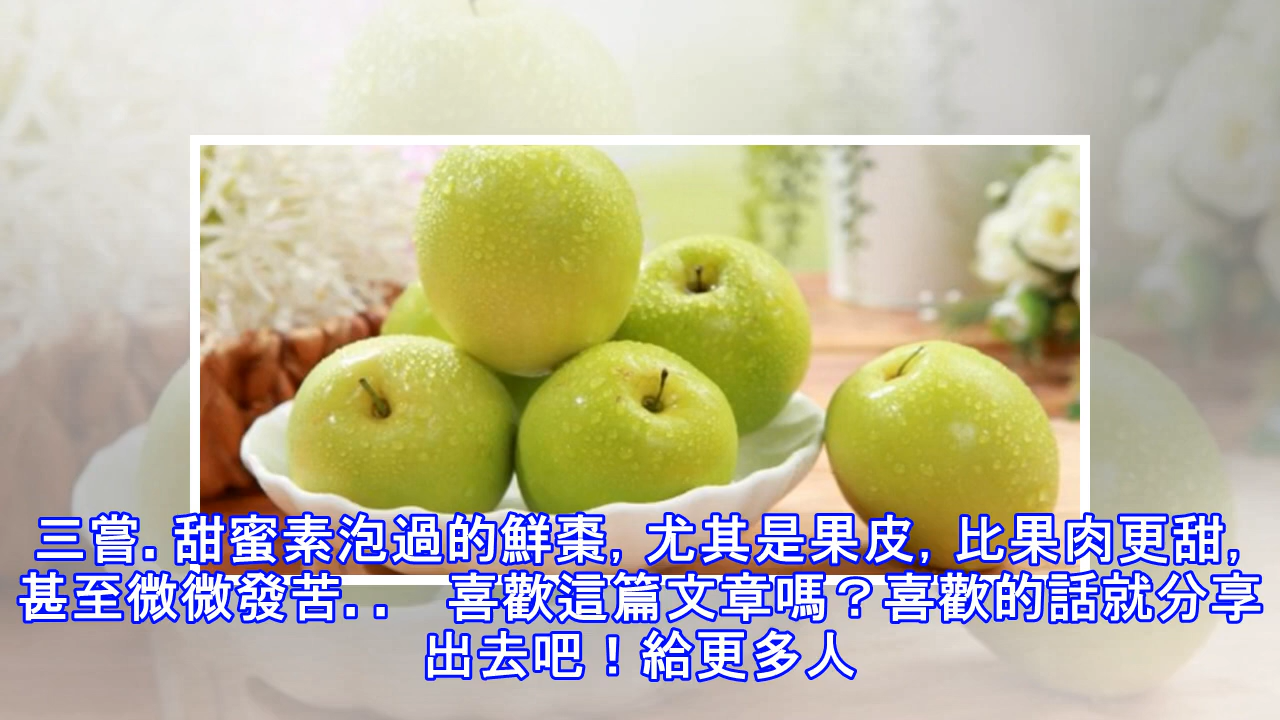 三嘗.甜蜜素泡過的鮮棗,尤其是果皮,比果肉更甜,
甚至微微發苦.. 喜歡這篇文章嗎？喜歡的話就分享
出去吧！給更多人